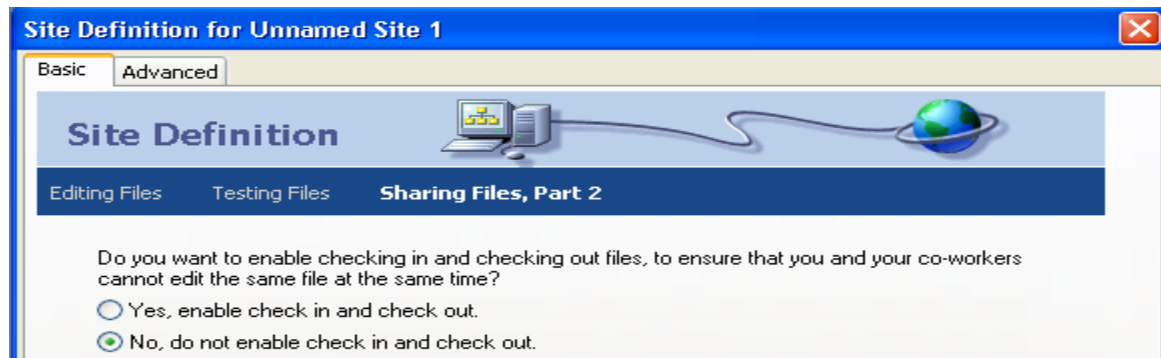 Site Definition for Unnamed Site 1
Basic Advanced
Site Definition
Editing Files Testing Files Sharing Files, Part 2
Do you want to enable checking in and checking out files, to ensure that you and your co-workers
cannot edit the same file at the same time?
Yes, enable check in and check out.
No, do not enable check in and check out.